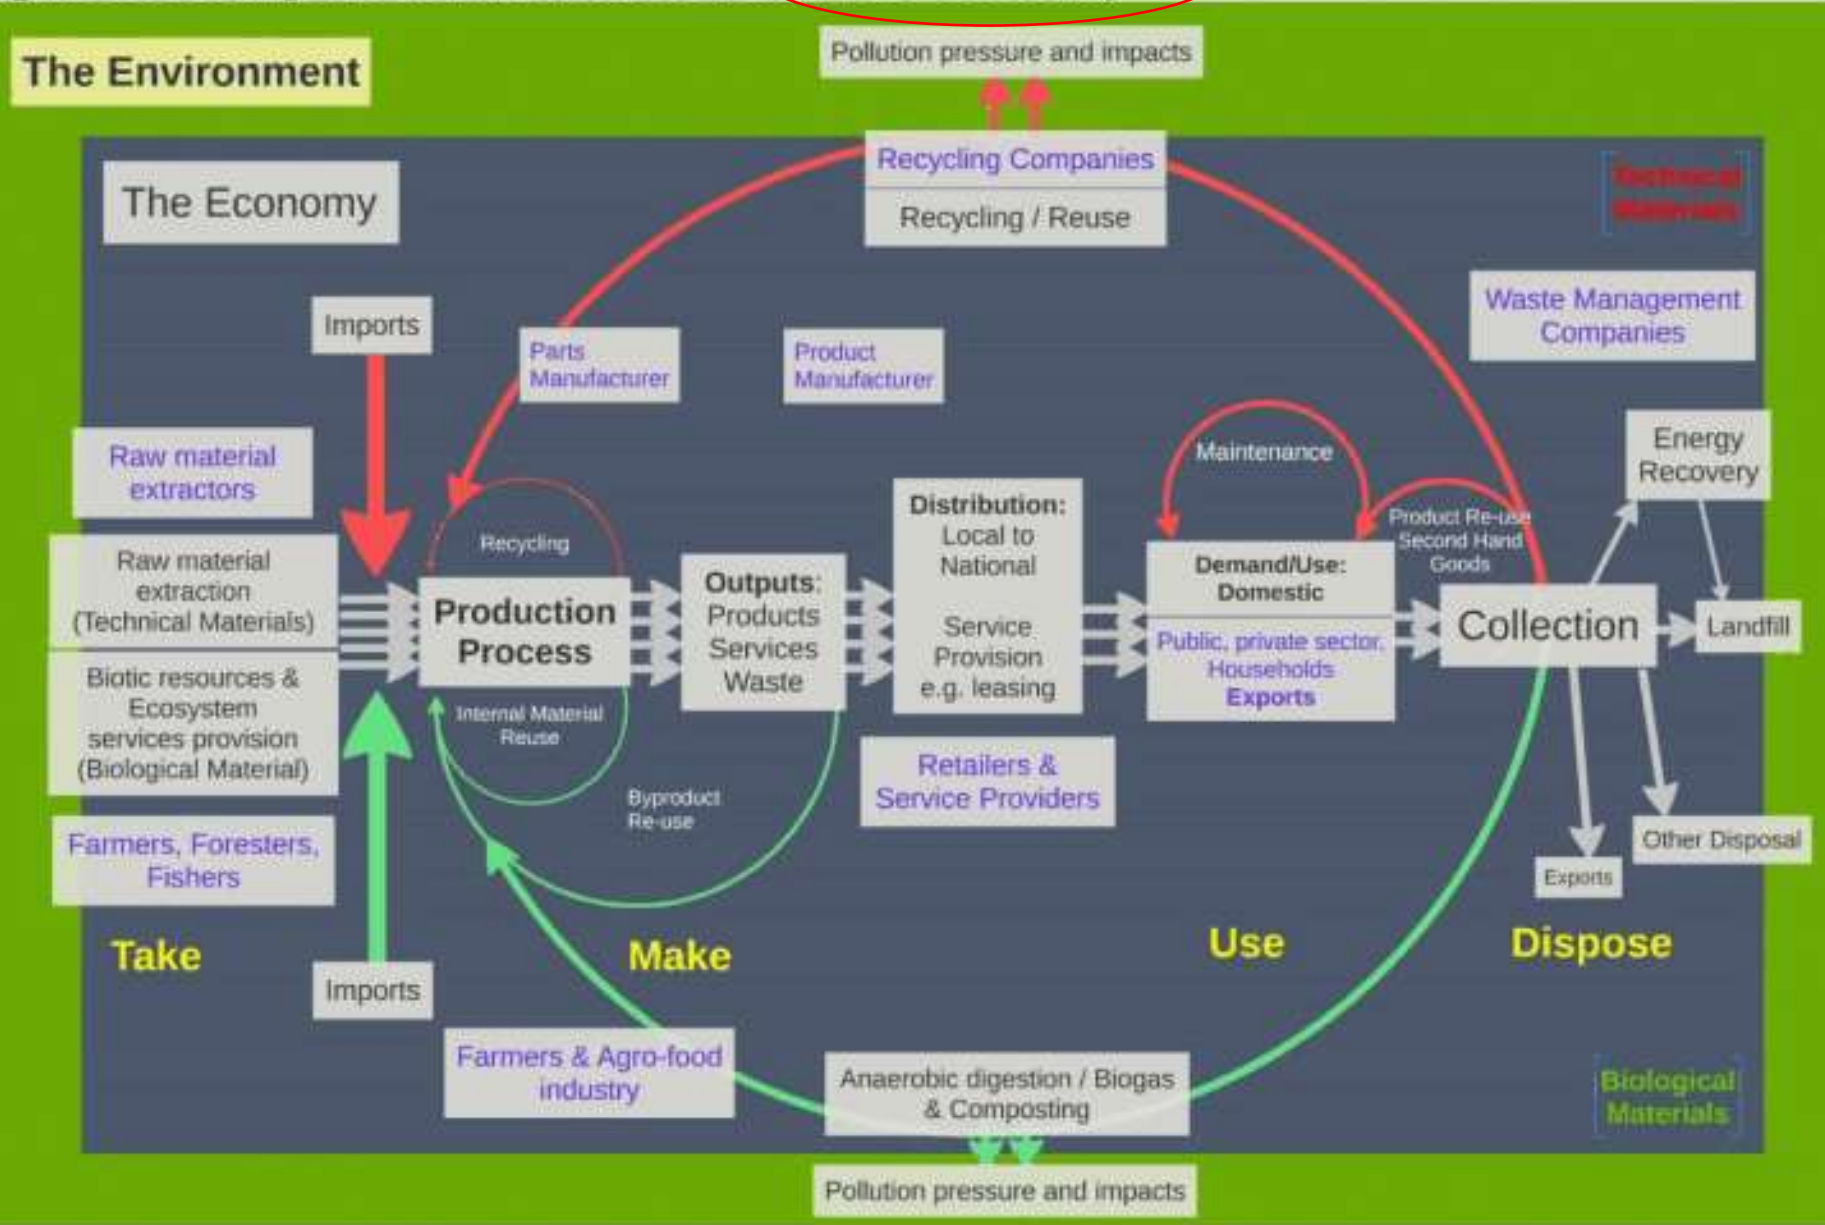 Pollution pressure and impacts
The Environment
Recycling Companies
Recycling / Reuse
The Economy
Technical
Materials
Waste Management
Companies
Imports
Parts
Manufacturer
Product
Manufacturer
Energy
Recovery
Raw material
extractors
Maintenance
Distribution:
Local to
National
Service
Provision
e.g. leasing
Product Re-use
Second Hand
Goods
Recycling
Raw material
extraction
(Technical Materials)
Production
Process
Outputs:
Products
Services
Waste
Demand/Use:
Domestic
Public, private sector,
Households
Exports
Collection
Landfill
Biotic resources &
Ecosystem
services provision
(Biological Material)
Internal Material
Reuse
Retailers &
Service Providers
Byproduct
Re-use
Farmers, Foresters,
Fishers
Other Disposal
Exports
Take
Make
Use
Dispose
Imports
Farmers & Agro-food
industry
Anaerobic digestion / Biogas
& Composting
Biological
Materials
Pollution pressure and impacts